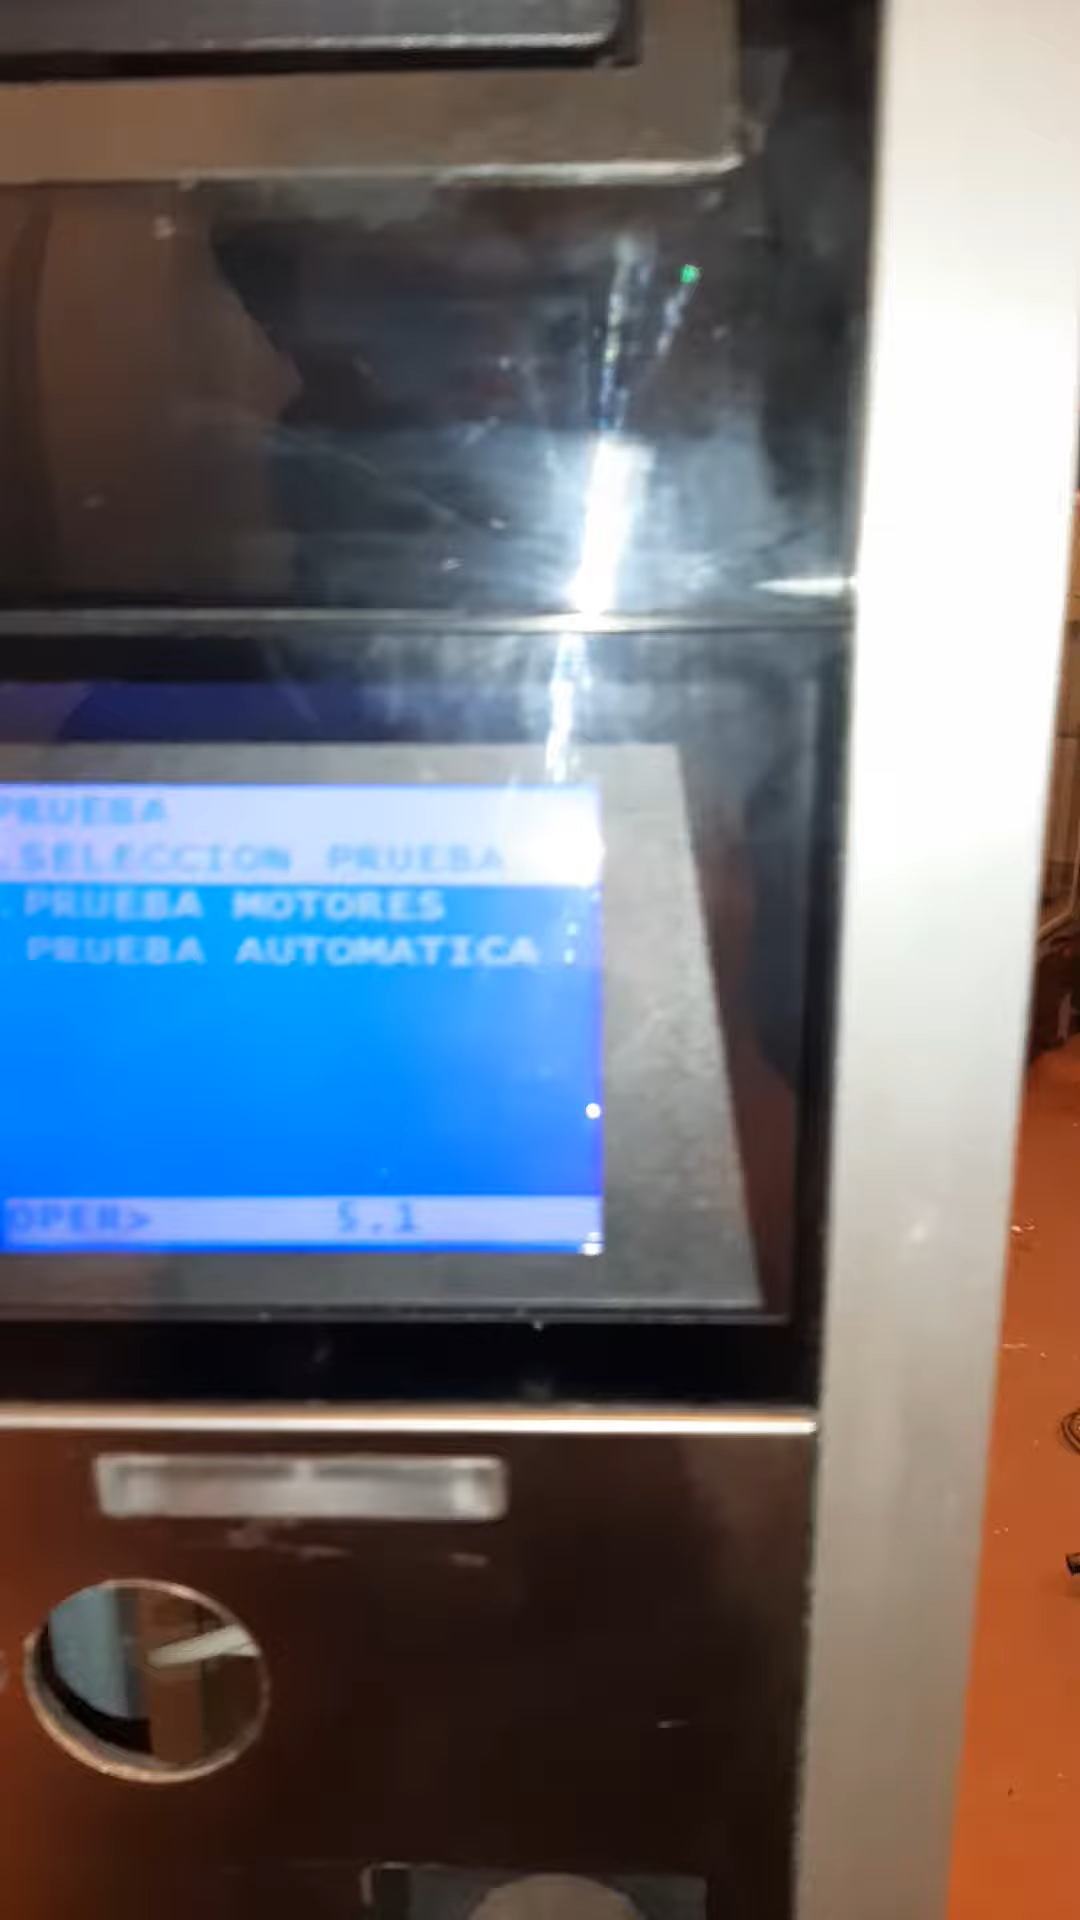 PRUEBA
.SELECCION PRUEBA
.PRUEBA MOTORES
PRUEBA AUTOMATICA
OPER> 5.1